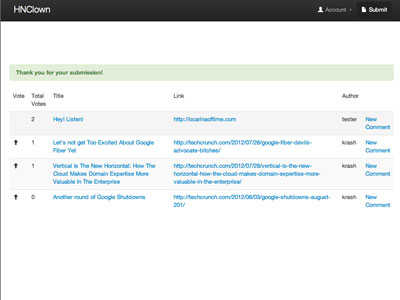 HNClown
Account
Submit
Thank you for your submission!
Vote Total Votes Title Link Author
2 Hey! Listen! http://ocarinaoftime.com tester New Comment
1 Let's not get Too Excited About Google http://techcrunch.com/2012/07/28/google-fiber-devils- krash New
Fiber Yet advocate-bitches/ Comment
1 Vertical Is The New Horizontal: How The http://techcrunch.com/2012/07/28/vertical-is-the-new- krash New
Cloud Makes Domain Expertise More horizontal-how-the-cloud-makes-domain-expertise-more- Comment
Valuable In The Enterprise valuable-in-the-enterprise/
0 Another round of Google Shutdowns http://techcrunch.com/2012/08/03/google-shutdowns-august- krash New
201/ Comment